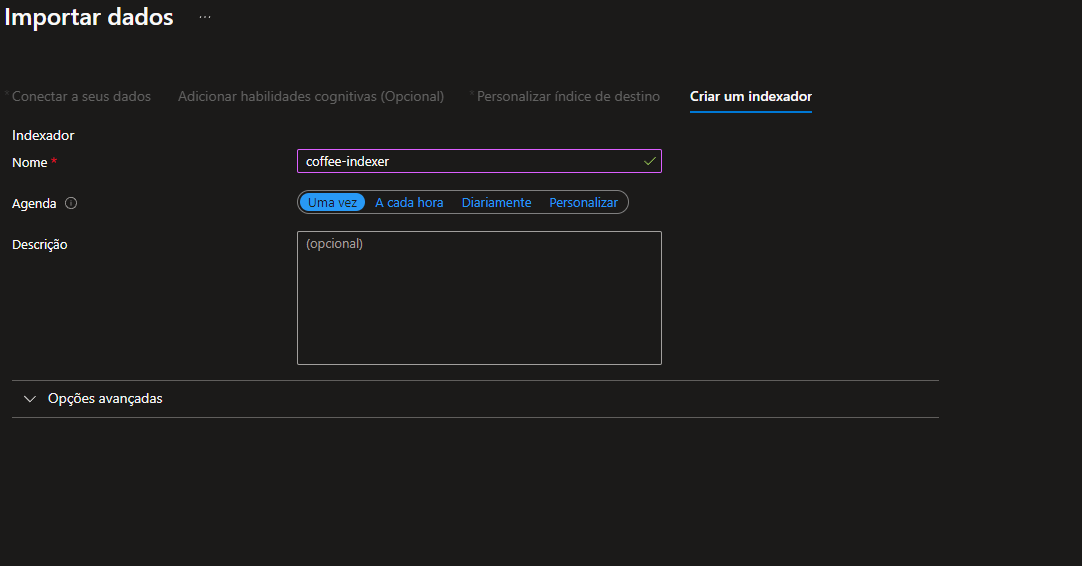 Importar dados ...
* Conectar a seus dados Adicionar habilidades cognitivas (Opcional) * Personalizar índice de destino Criar um indexador
Indexador
Nome * coffee-indexer
Agenda Uma vez A cada hora Diariamente Personalizar
Descrição (opcional)
Opções avançadas